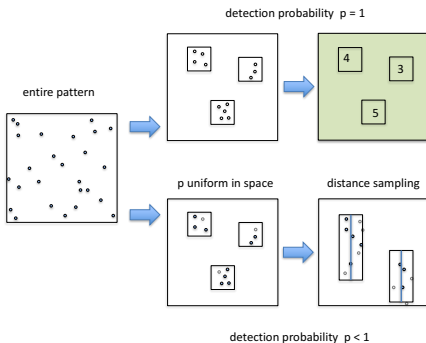 detection probability p = 1
4
3
5
entire pattern
p uniform in space
distance sampling
detection probability p < 1